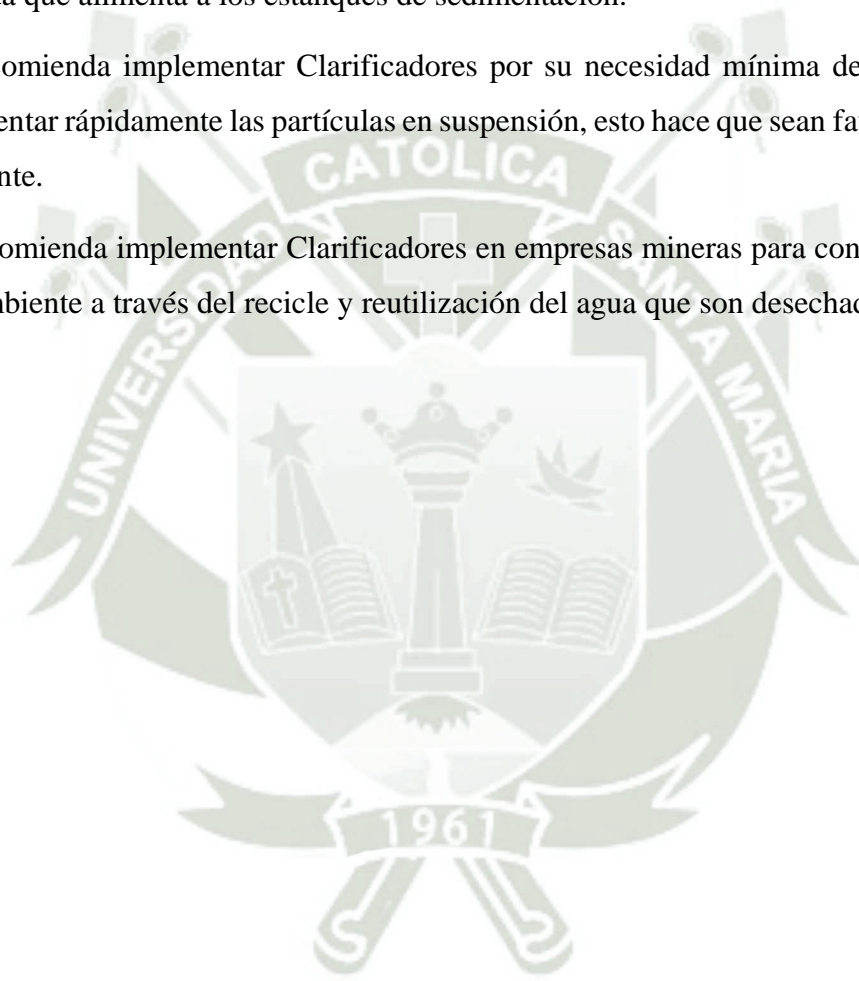 que alimenta a los estanques de sedimentación.
omienda implementar Clarificadores por su necesidad mínima de
entar rápidamente las partículas en suspensión, esto hace que sean fa
nte.
omienda implementar Clarificadores en empresas mineras para con
biente a través del recicle y reutilización del agua que son desechad
UNIVERSIDAD CATOLICA SANTA MARIA
1961